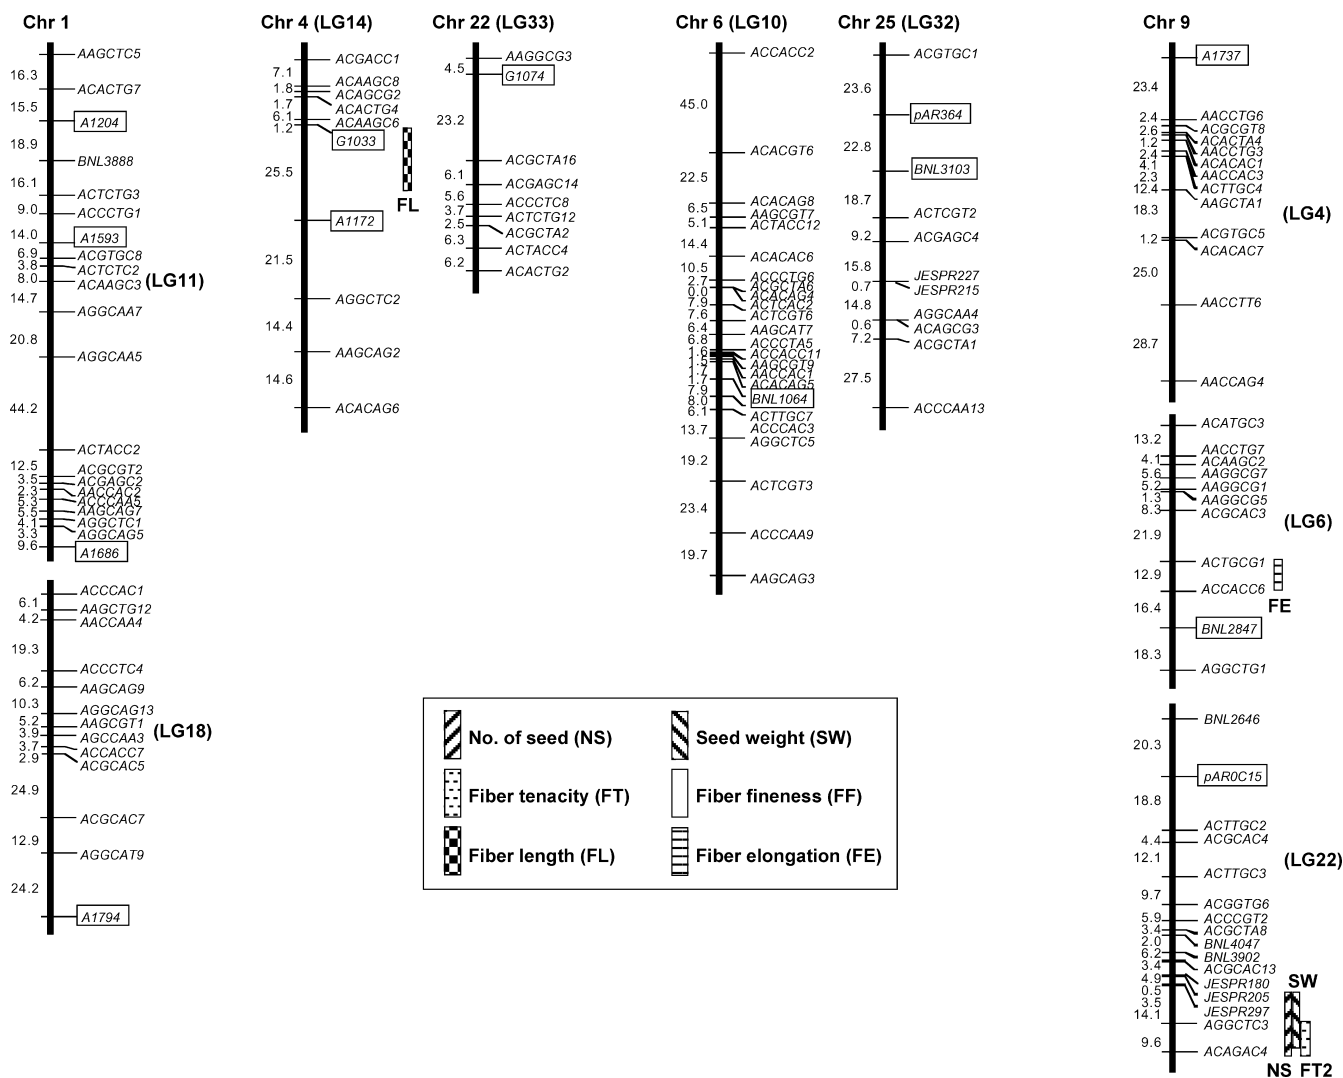 Chr 1
AAGCTC5
16.3
ACACTG7
15.5
A1204
18.9
BNL3888
16.1
ACTCTG3
9.0
ACCCTG1
14.0
A1593
6.9
ACGTGC8
3.8
ACTCTC2
8.0
ACAAGC3
(LG11)
14.7
AGGCAA7
20.8
AGGCAA5
44.2
ACTACC2
12.5
ACGCGT2
3.5
ACGAGC2
2.3
AACCAC2
5.3
ACCCAA5
5.5
AAGCAG7
4.1
AGGCTC1
3.3
AGGCAG5
9.6
A1686
ACCCAC1
6.1
AAGCTG12
4.2
AACCAA4
19.3
ACCCTC4
6.2
AAGCAG9
10.3
AGGCAG13
5.2
AAGCGT1
3.9
AGCCAA3
(LG18)
3.7
ACCACC7
2.9
ACGCAC5
24.9
ACGCAC7
12.9
AGGCAT9
24.2
A1794
Chr 4 (LG14)
ACGACC1
7.1
ACAAGC8
1.8
ACAGCG2
1.7
ACACTG4
6.1
ACAAGC6
1.2
G1033
25.5
FL
A1172
21.5
AGGCTC2
14.4
AAGCAG2
14.6
ACACAG6
Chr 22 (LG33)
AAGGCG3
4.5
G1074
23.2
ACGCTA16
6.1
ACGAGC14
5.6
ACCCTC8
3.7
ACTCTG12
2.5
ACGCTA2
6.3
ACTACC4
6.2
ACACTG2
Chr 6 (LG10)
ACCACC2
45.0
ACACGT6
22.5
ACACAG8
6.5
AAGCGT7
5.1
ACTACC12
14.4
ACACAC6
10.5
ACCCTG6
2.7
ACGCTA6
0.0
ACACAG4
7.9
ACTCAC2
7.6
ACTCGT6
6.4
AAGCAT7
6.8
ACCCTA5
1.6
ACCACC11
1.5
AAGCGT9
1.7
AACCAC1
1.7
ACACAG5
7.9
BNL1064
8.0
ACTTGC7
6.1
ACCCAC3
13.7
AGGCTC5
19.2
ACTCGT3
23.4
ACCCAA9
19.7
AAGCAG3
Chr 25 (LG32)
ACGTGC1
23.6
pAR364
22.8
BNL3103
18.7
ACTCGT2
9.2
ACGAGC4
15.8
JESPR227
0.7
JESPR215
14.8
AGGCAA4
0.6
ACAGCG3
7.2
ACGCTA1
27.5
ACCCAA13
Chr 9
A1737
23.4
AACCTG6
2.4
ACGCGT8
2.6
ACACTA4
1.2
AACCTG3
2.4
ACACAC1
4.1
AACCAC3
2.3
ACTTGC4
12.4
AAGCTA1
18.3
(LG4)
ACGTGC5
1.2
ACACAC7
25.0
AACCTT6
28.7
AACCAG4
ACATGC3
13.2
AACCTG7
4.1
ACAAGC2
5.6
AAGGCG7
5.2
AAGGCG1
1.3
AAGGCG5
8.3
ACGCAC3
(LG6)
21.9
ACTGCG1
12.9
ACCACC6
FE
16.4
BNL2847
18.3
AGGCTG1
BNL2646
20.3
pAR0C15
18.8
ACTTGC2
4.4
ACGCAC4
12.1
(LG22)
ACTTGC3
9.7
ACGGTG6
5.9
ACCCGT2
3.4
ACGCTA8
2.0
BNL4047
6.2
BNL3902
3.4
ACGCAC13
4.9
JESPR180
SW
0.5
JESPR205
3.5
JESPR297
14.1
AGGCTC3
9.6
ACAGAC4
NS FT2
No. of seed (NS)
Seed weight (SW)
Fiber tenacity (FT)
Fiber fineness (FF)
Fiber length (FL)
Fiber elongation (FE)